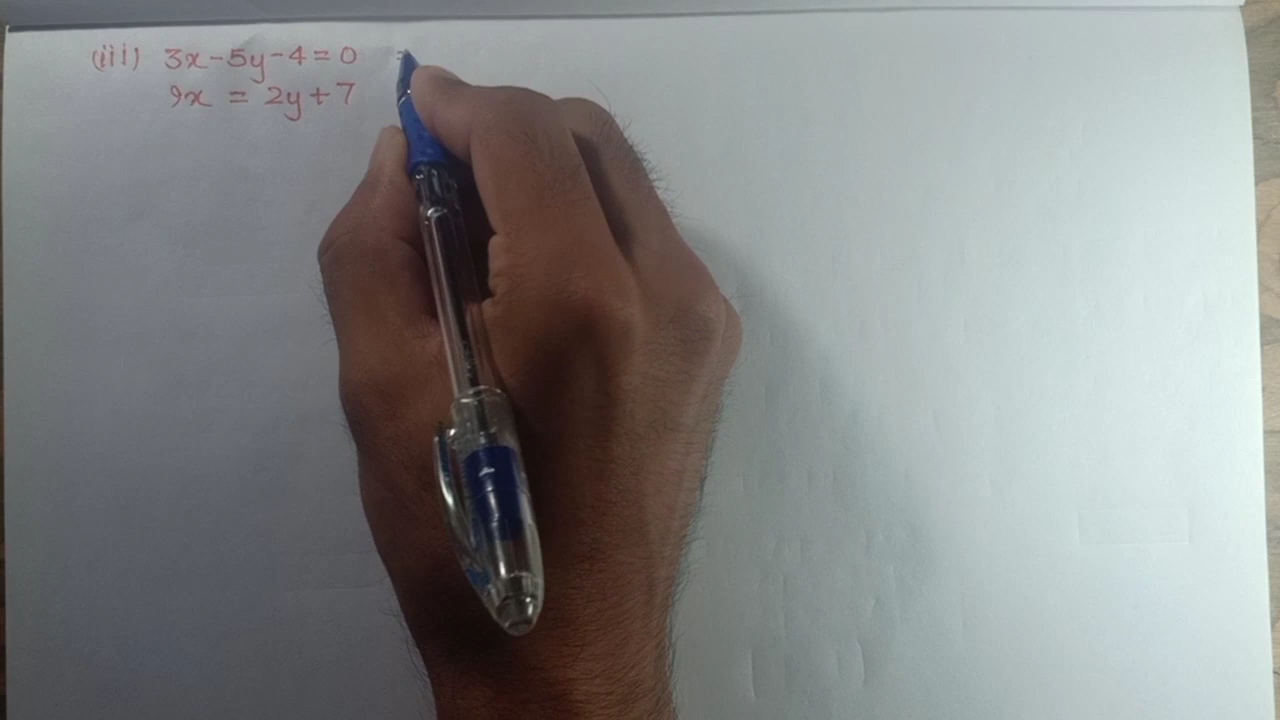 (iii) 3x-5y-4=0 =
9x = 2y+7